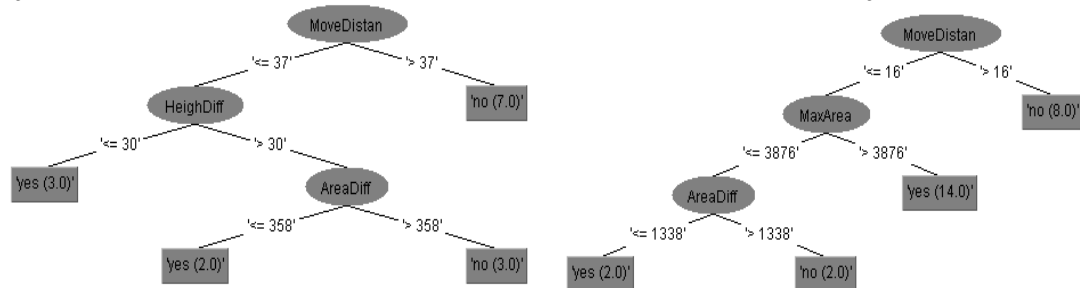 MoveDistan
'<= 37'
'> 37'
HeighDiff
'no (7.0)'
'<= 30'
'> 30'
'yes (3.0)'
AreaDiff
'<= 358'
'> 358'
'yes (2.0)'
'no (3.0)'
MoveDistan
'<= 16'
'> 16'
MaxArea
'no (8.0)'
'<= 3876'
'> 3876'
AreaDiff
'yes (14.0)'
'<= 1338'
'> 1338'
'yes (2.0)'
'no (2.0)'